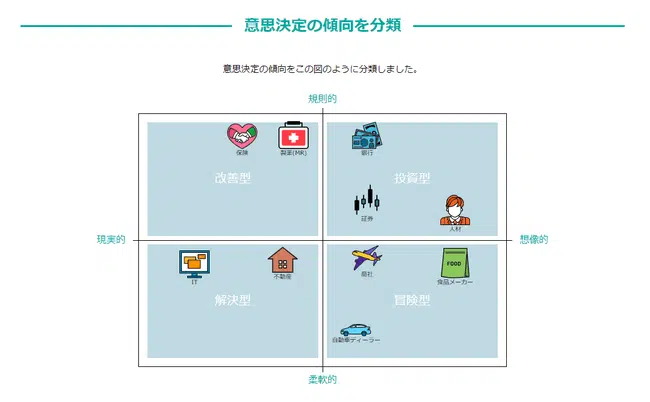 意思決定の傾向を分類
意思決定の傾向をこの図のように分類しました。
規則的
保険
製薬(MR)
銀行
改善型
投資型
証券
人材
現実的
想像的
IT
不動産
商社
FOOD
食品メーカー
解決型
冒険型
自動車ディーラー
柔軟的